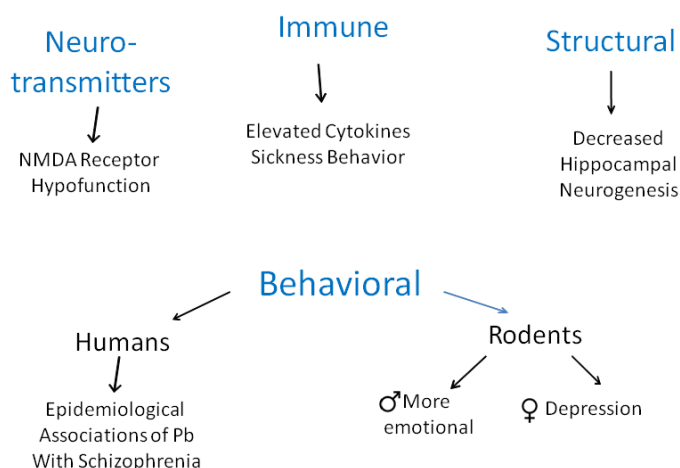 Neuro-
transmitters
NMDA Receptor
Hypofunction
Immune
Elevated Cytokines
Sickness Behavior
Structural
Decreased
Hippocampal
Neurogenesis
Behavioral
Humans
Epidemiological
Associations of Pb
With Schizophrenia
Rodents
♂More
emotional
♀ Depression